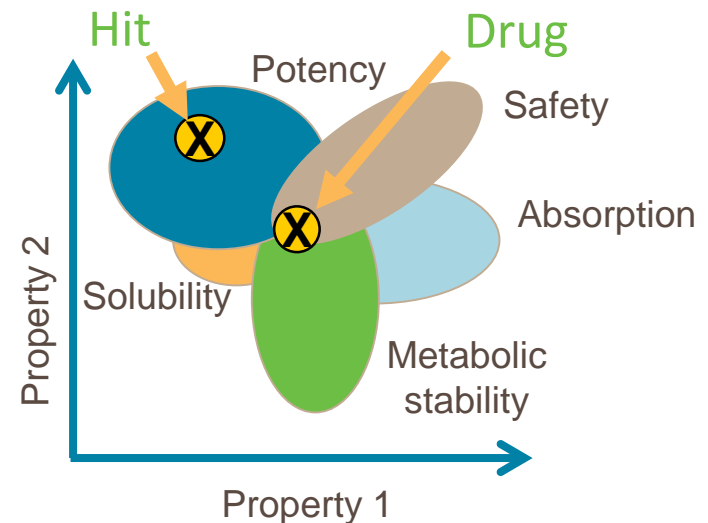 Hit
Drug
Potency
Safety
X
Absorption
X
Solubility
Metabolic
stability
Property 2
Property 1